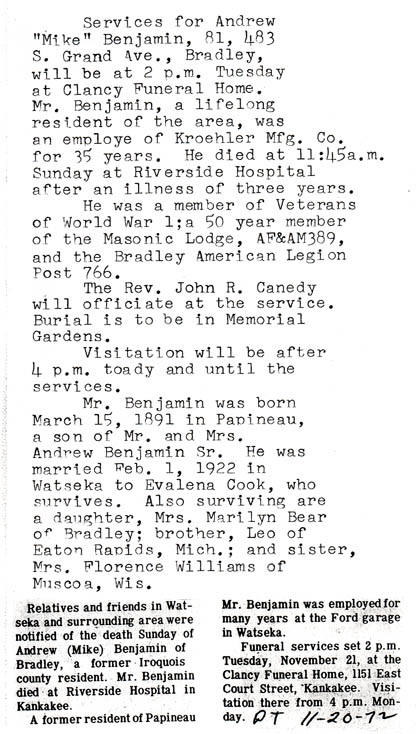 Services for Andrew
"Mike" Benjamin, 81, 483
S. Grand Ave., Bradley,
will be at 2 p.m. Tuesday
at Clancy Funeral Home.
Mr. Benjamin, a lifelong
resident of the area, was
an employe of Kroehler Mfg. Co.
for 35 years. He died at 11:45a.m.
Sunday at Riverside Hospital
after an illness of three years.
He was a member of Veterans
of World War 1;a 50 year member
of the Masonic Lodge, AF&AM389,
and the Bradley American Legion
Post 766.
The Rev. John R. Canedy
will officiate at the service.
Burial is to be in Memorial
Gardens.
Visitation will be after
4 p.m. toady and until the
services.
Mr. Benjamin was born
March 15, 1891 in Papineau,
a son of Mr. and Mrs.
Andrew Benjamin Sr. He was
married Feb. 1, 1922 in
Watseka to Evalena Cook, who
survives. Also surviving are
a daughter, Mrs. Marilyn Bear
of Bradley; brother, Leo of
Eaton Rapids, Mich.; and sister,
Mrs. Florence Williams of
Muscoa, Wis.
Relatives and friends in Wat-
seka and surrounding area were
notified of the death Sunday of
Andrew (Mike) Benjamin of
Bradley, a former Iroquois
county resident. Mr. Benjamin
died at Riverside Hospital in
Kankakee.
A former resident of Papineau
Mr. Benjamin was employed for
many years at the Ford garage
in Watseka.
Funeral services set 2 p.m.
Tuesday, November 21, at the
Clancy Funeral Home, 1151 East
Court Street, Kankakee. Visi-
tation there from 4 p.m. Mon-
day. DT 11-20-72